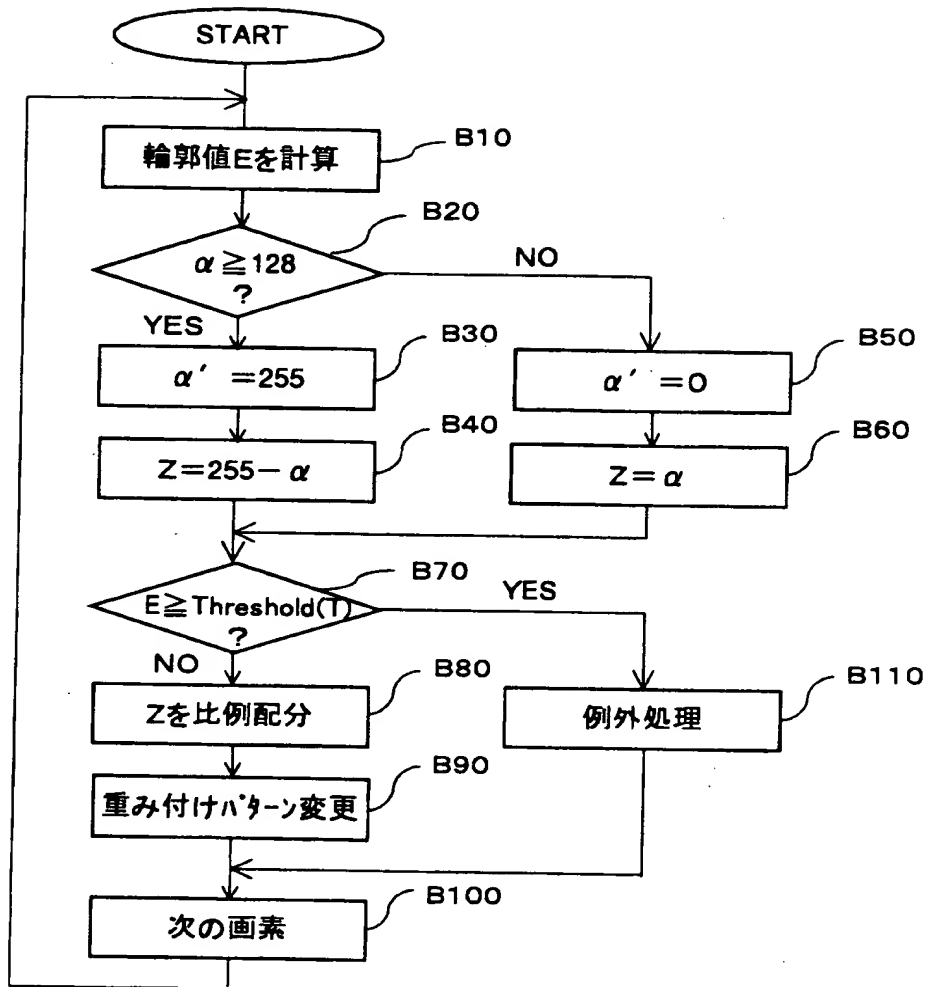 START
輪郭値Eを計算
B10
α≧128
?
B20
NO
YES
α′=255
B30
Z=255-α
B40
α′=0
B50
Z=α
B60
E≧Threshold(T)
?
B70
YES
NO
Zを比例配分
B80
重み付けパターン変更
B90
例外処理
B110
次の画素
B100